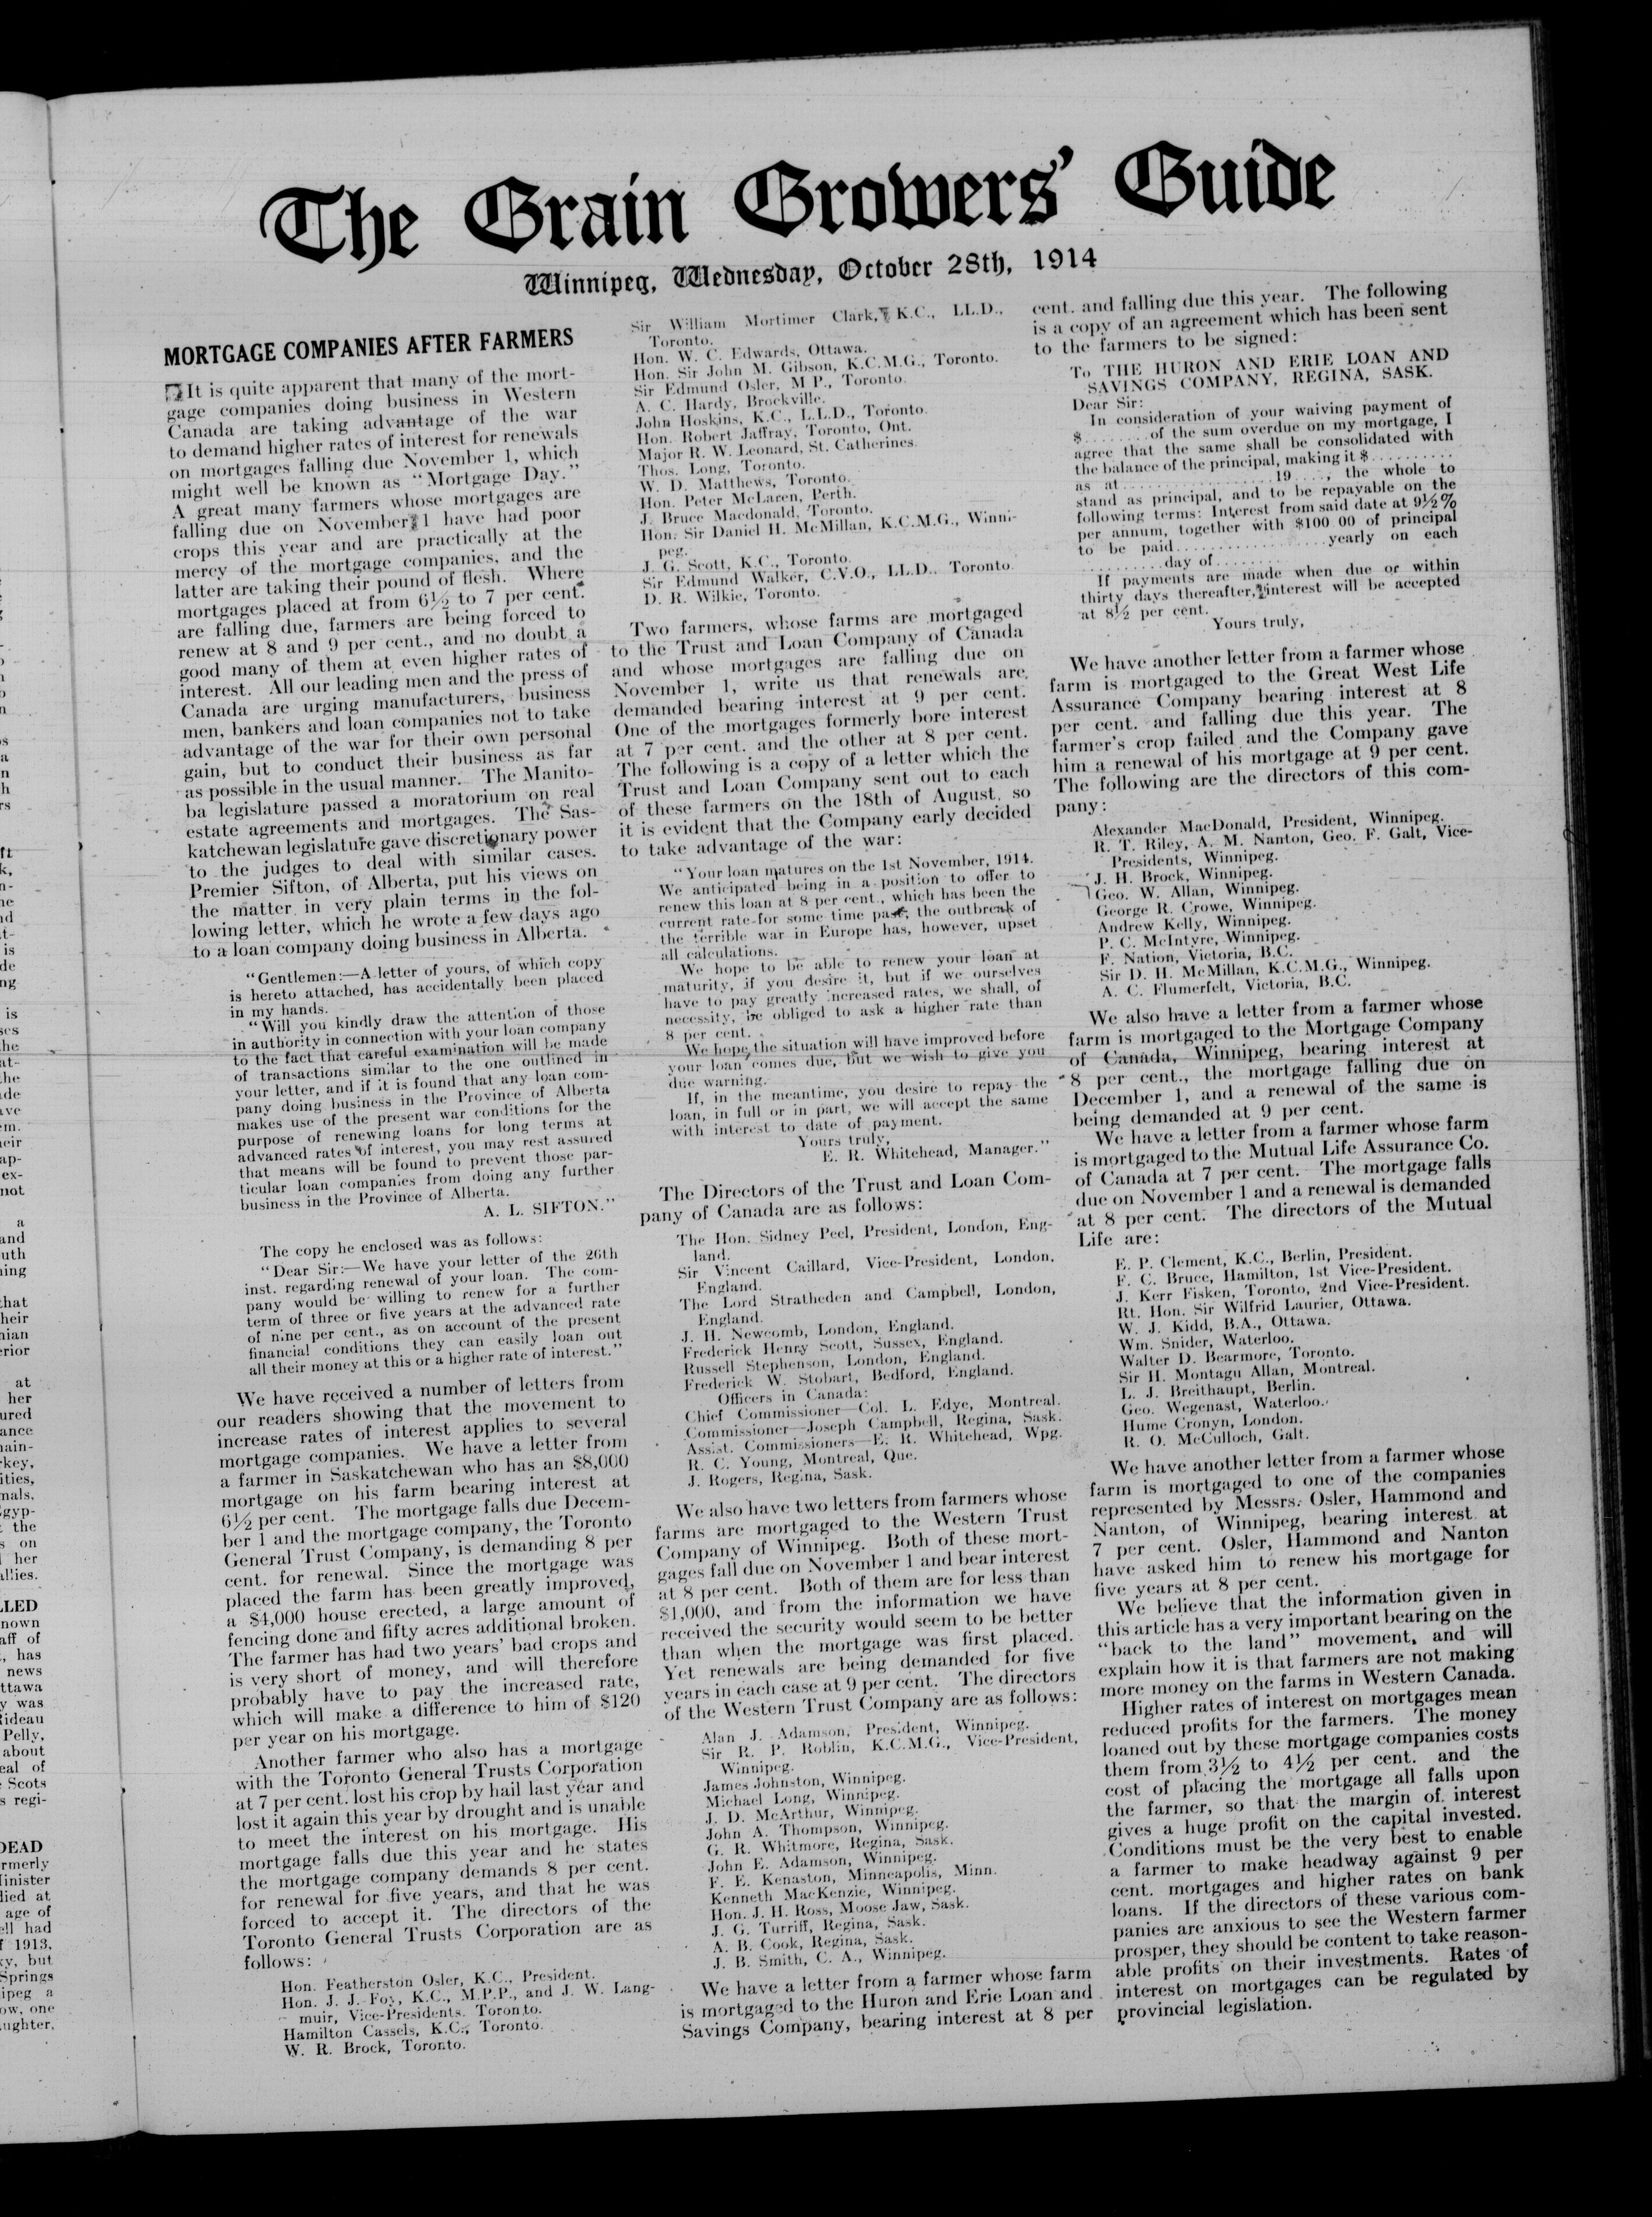 The Grain Growers' Guide
Winnipeg, Wednesday, October 28th, 1914
MORTGAGE COMPANIES AFTER FARMERS
It is quite apparent that many of the mort-
gage companies doing business in Western
Canada are taking advantage of the war
to demand higher rates of interest for renewals
on mortgages falling due November 1, which
might well be known as "Mortgage Day."
A great many farmers whose mortgages are
falling due on November 1 have had poor
crops this year and are practically at the
mercy of the mortgage companies, and the
latter are taking their pound of flesh. Where
mortgages placed at from 6½ to 7 per cent.
are falling due, farmers are being forced to
renew at 8 and 9 per cent., and no doubt a
good many of them at even higher rates of
interest. All our leading men and the press of
Canada are urging manufacturers, business
men, bankers and loan companies not to take
advantage of the war for their own personal
gain, but to conduct their business as far
as possible in the usual manner. The Manito-
ba legislature passed a moratorium on real
estate agreements and mortgages. The Sas-
katchewan legislature gave discretionary power
to the judges to deal with similar cases.
Premier Sifton, of Alberta, put his views on
the matter in very plain terms in the fol-
lowing letter, which he wrote a few days ago
to a loan company doing business in Alberta.
"Gentlemen:—A letter of yours, of which copy
is hereto attached, has accidentally been placed
in my hands.
"Will you kindly draw the attention of those
in authority in connection with your loan company
to the fact that careful examination will be made
of transactions similar to the one outlined in
your letter, and if it is found that any loan com-
pany doing business in the Province of Alberta
makes use of the present war conditions for the
purpose of renewing loans for long terms at
advanced rates of interest, you may rest assured
that means will be found to prevent those par-
ticular loan companies from doing any further
business in the Province of Alberta.
A. L. SIFTON."
The copy he enclosed was as follows:
"Dear Sir:—We have your letter of the 26th
inst. regarding renewal of your loan. The com-
pany would be willing to renew for a further
term of three or five years at the advanced rate
of nine per cent., as on account of the present
financial conditions they can easily loan out
all their money at this or a higher rate of interest."
We have received a number of letters from
our readers showing that the movement to
increase rates of interest applies to several
mortgage companies. We have a letter from
a farmer in Saskatchewan who has an $8,000
mortgage on his farm bearing interest at
6½ per cent. The mortgage falls due Decem-
ber 1 and the mortgage company, the Toronto
General Trust Company, is demanding 8 per
cent. for renewal. Since the mortgage was
placed the farm has been greatly improved,
a $4,000 house erected, a large amount of
fencing done and fifty acres additional broken.
The farmer has had two years' bad crops and
is very short of money, and will therefore
probably have to pay the increased rate,
which will make a difference to him of $120
per year on his mortgage.
Another farmer who also has a mortgage
with the Toronto General Trusts Corporation
at 7 per cent. lost his crop by hail last year and
lost it again this year by drought and is unable
to meet the interest on his mortgage. His
mortgage falls due this year and he states
the mortgage company demands 8 per cent.
for renewal for five years, and that he was
forced to accept it. The directors of the
Toronto General Trusts Corporation are as
follows:
Hon. Featherston Osler, K.C., President.
Hon. J. J. Foy, K.C., M.P.P., and J. W. Lang-
muir, Vice-Presidents, Toronto.
Hamilton Cassels, K.C., Toronto.
W. R. Brock, Toronto.
Sir William Mortimer Clark, K.C., LL.D.,
Toronto.
Hon. W. C. Edwards, Ottawa.
Hon. Sir John M. Gibson, K.C.M.G., Toronto.
Sir Edmund Osler, M.P., Toronto.
A. C. Hardy, Brockville.
John Hoskins, K.C., L.L.D., Toronto.
Hon. Robert Jaffray, Toronto, Ont.
Major R. W. Leonard, St. Catherines.
Thos. Long, Toronto.
W. D. Matthews, Toronto.
Hon. Peter McLaren, Perth.
J. Bruce Macdonald, Toronto.
Hon. Sir Daniel H. McMillan, K.C.M.G., Winni-
peg.
J. G. Scott, K.C., Toronto.
Sir Edmund Walker, C.V.O., LL.D., Toronto.
D. R. Wilkie, Toronto.
Two farmers, whose farms are mortgaged
to the Trust and Loan Company of Canada
and whose mortgages are falling due on
November 1, write us that renewals are
demanded bearing interest at 9 per cent.
One of the mortgages formerly bore interest
at 7 per cent. and the other at 8 per cent.
The following is a copy of a letter which the
Trust and Loan Company sent out to each
of these farmers on the 18th of August, so
it is evident that the Company early decided
to take advantage of the war:
"Your loan matures on the 1st November, 1914.
We anticipated being in a position to offer to
renew this loan at 8 per cent., which has been the
current rate for some time past; the outbreak of
the terrible war in Europe has, however, upset
all calculations.
We hope to be able to renew your loan at
maturity, if you desire it, but if we ourselves
have to pay greatly increased rates, we shall, of
necessity, be obliged to ask a higher rate than
8 per cent.
We hope the situation will have improved before
your loan comes due, but we wish to give you
due warning.
If, in the meantime, you desire to repay the
loan, in full or in part, we will accept the same
with interest to date of payment.
Yours truly,
E. R. Whitehead, Manager."
The Directors of the Trust and Loan Com-
pany of Canada are as follows:
The Hon. Sidney Peel, President, London, Eng-
land.
Sir Vincent Caillard, Vice-President, London,
England.
The Lord Stratheden and Campbell, London,
England.
J. H. Newcomb, London, England.
Frederick Henry Scott, Sussex, England.
Russell Stephenson, London, England.
Frederick W. Stobart, Bedford, England.
Officers in Canada:
Chief Commissioner—Col. L. Edye, Montreal.
Commissioner—Joseph Campbell, Regina, Sask.
Assist. Commissioners—E. R. Whitehead, Wpg.
R. C. Young, Montreal, Que.
J. Rogers, Regina, Sask.
We also have two letters from farmers whose
farms are mortgaged to the Western Trust
Company of Winnipeg. Both of these mort-
gages fall due on November 1 and bear interest
at 8 per cent. Both of them are for less than
$1,000, and from the information we have
received the security would seem to be better
than when the mortgage was first placed.
Yet renewals are being demanded for five
years in each case at 9 per cent. The directors
of the Western Trust Company are as follows:
Alan J. Adamson, President, Winnipeg.
Sir R. P. Roblin, K.C.M.G., Vice-President,
Winnipeg.
James Johnston, Winnipeg.
Michael Long, Winnipeg.
J. D. McArthur, Winnipeg.
John A. Thompson, Winnipeg.
G. R. Whitmore, Regina, Sask.
John E. Adamson, Winnipeg.
F. E. Kenaston, Minneapolis, Minn.
Kenneth MacKenzie, Winnipeg.
Hon. J. H. Ross, Moose Jaw, Sask.
J. G. Turriff, Regina, Sask.
A. B. Cook, Regina, Sask.
J. B. Smith, C. A., Winnipeg.
We have a letter from a farmer whose farm
is mortgaged to the Huron and Erie Loan and
Savings Company, bearing interest at 8 per
cent. and falling due this year. The following
is a copy of an agreement which has been sent
to the farmers to be signed:
To THE HURON AND ERIE LOAN AND
SAVINGS COMPANY, REGINA, SASK.
Dear Sir:
In consideration of your waiving payment of
$........of the sum overdue on my mortgage, I
agree that the same shall be consolidated with
the balance of the principal, making it $..........
as at....................19...., the whole to
stand as principal, and to be repayable on the
following terms: Interest from said date at 9½%
per annum, together with $100.00 of principal
to be paid..................yearly on each
..........day of........
If payments are made when due or within
thirty days thereafter, interest will be accepted
at 8½ per cent.
Yours truly,
We have another letter from a farmer whose
farm is mortgaged to the Great West Life
Assurance Company bearing interest at 8
per cent. and falling due this year. The
farmer's crop failed and the Company gave
him a renewal of his mortgage at 9 per cent.
The following are the directors of this com-
pany:
Alexander MacDonald, President, Winnipeg.
R. T. Riley, A. M. Nanton, Geo. F. Galt, Vice-
Presidents, Winnipeg.
J. H. Brock, Winnipeg.
Geo. W. Allan, Winnipeg.
George R. Crowe, Winnipeg.
Andrew Kelly, Winnipeg.
P. C. McIntyre, Winnipeg.
F. Nation, Victoria, B.C.
Sir D. H. McMillan, K.C.M.G., Winnipeg.
A. C. Flumerfelt, Victoria, B.C.
We also have a letter from a farmer whose
farm is mortgaged to the Mortgage Company
of Canada, Winnipeg, bearing interest at
8 per cent., the mortgage falling due on
December 1, and a renewal of the same is
being demanded at 9 per cent.
We have a letter from a farmer whose farm
is mortgaged to the Mutual Life Assurance Co.
of Canada at 7 per cent. The mortgage falls
due on November 1 and a renewal is demanded
at 8 per cent. The directors of the Mutual
Life are:
E. P. Clement, K.C., Berlin, President.
F. C. Bruce, Hamilton, 1st Vice-President.
J. Kerr Fisken, Toronto, 2nd Vice-President.
Rt. Hon. Sir Wilfrid Laurier, Ottawa.
W. J. Kidd, B.A., Ottawa.
Wm. Snider, Waterloo.
Walter D. Bearmore, Toronto.
Sir H. Montagu Allan, Montreal.
L. J. Breithaupt, Berlin.
Geo. Wegenast, Waterloo.
Hume Cronyn, London.
R. O. McCulloch, Galt.
We have another letter from a farmer whose
farm is mortgaged to one of the companies
represented by Messrs. Osler, Hammond and
Nanton, of Winnipeg, bearing interest at
7 per cent. Osler, Hammond and Nanton
have asked him to renew his mortgage for
five years at 8 per cent.
We believe that the information given in
this article has a very important bearing on the
"back to the land" movement, and will
explain how it is that farmers are not making
more money on the farms in Western Canada.
Higher rates of interest on mortgages mean
reduced profits for the farmers. The money
loaned out by these mortgage companies costs
them from 3½ to 4½ per cent. and the
cost of placing the mortgage all falls upon
the farmer, so that the margin of interest
gives a huge profit on the capital invested.
Conditions must be the very best to enable
a farmer to make headway against 9 per
cent. mortgages and higher rates on bank
loans. If the directors of these various com-
panies are anxious to see the Western farmer
prosper, they should be content to take reason-
able profits on their investments. Rates of
interest on mortgages can be regulated by
provincial legislation.